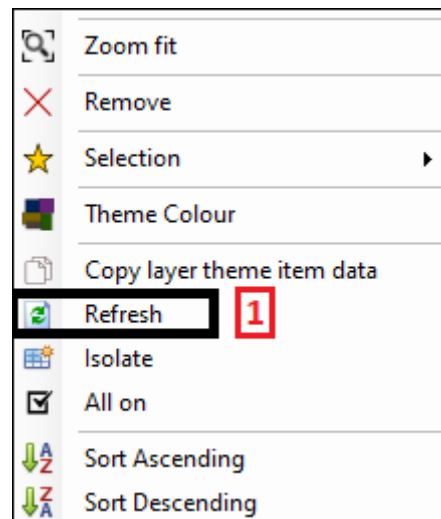 Zoom fit
Remove
Selection
Theme Colour
Copy layer theme item data
Refresh 1
Isolate
All on
Sort Ascending
Sort Descending